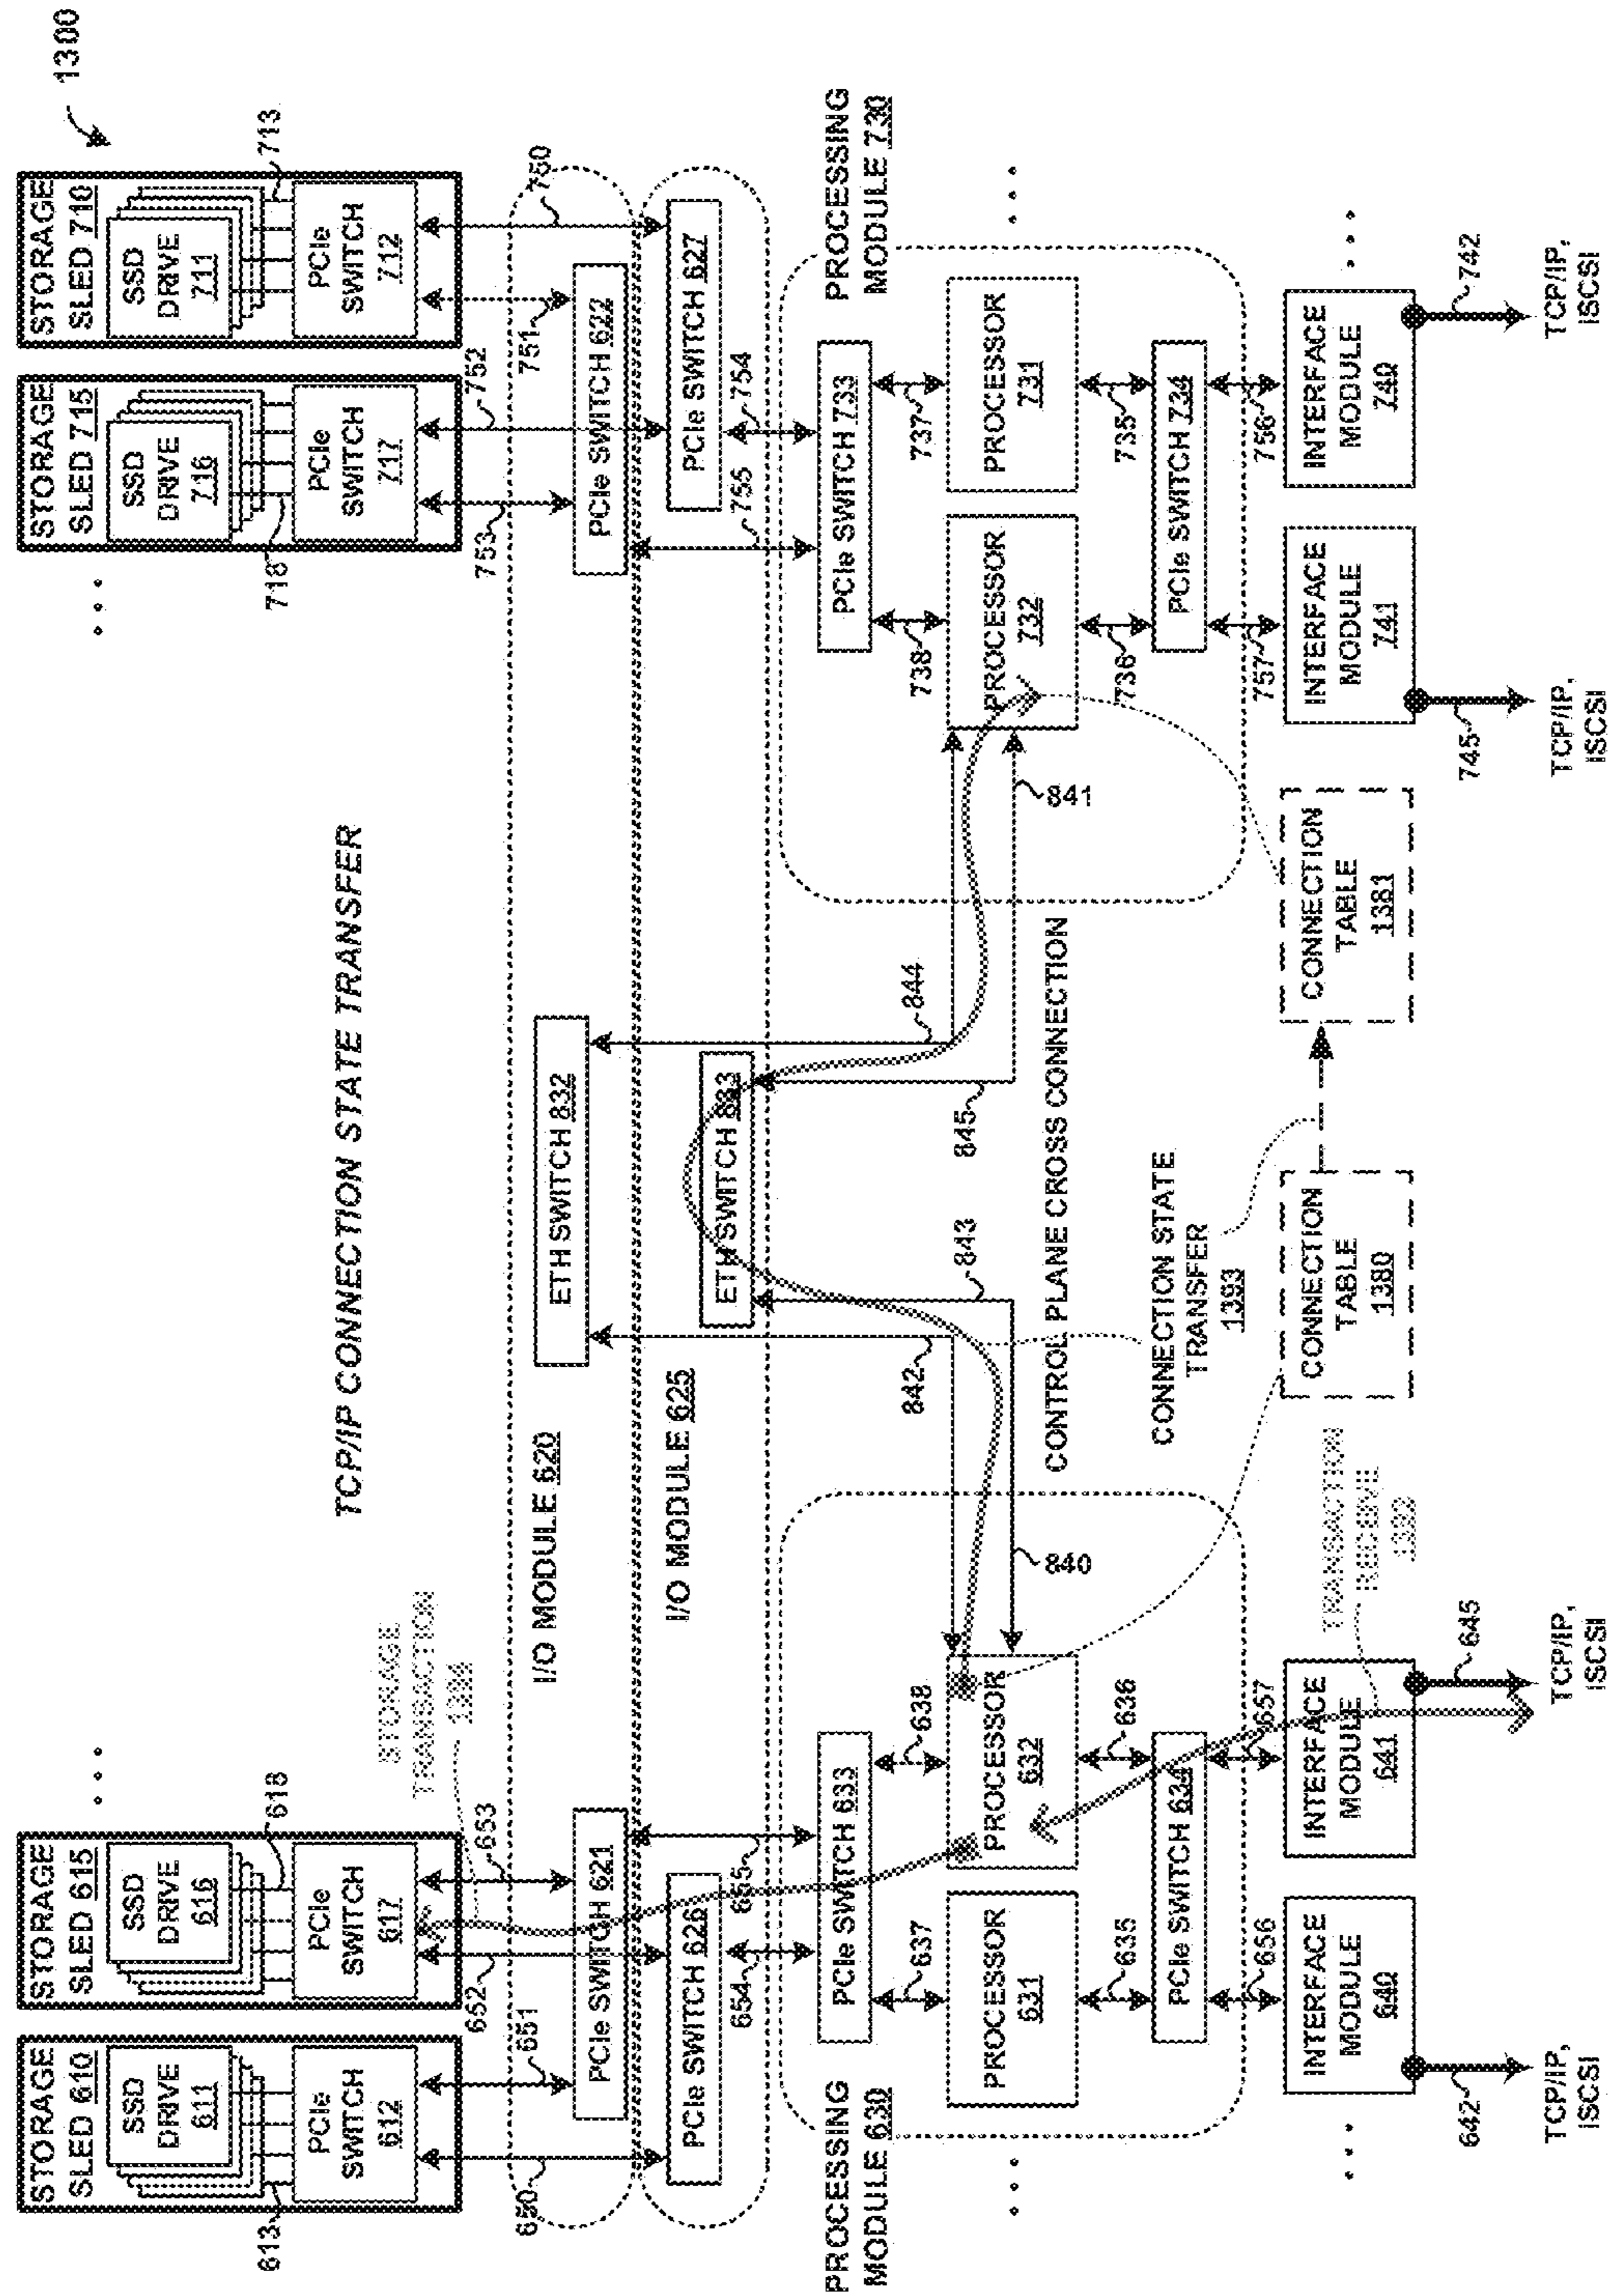 1300
TCP/IP CONNECTION STATE TRANSFER
STORAGE
SLED 610
SSD
DRIVE
611
PCIe
SWITCH
612
613
STORAGE
SLED 615
SSD
DRIVE
616
PCIe
SWITCH
617
618
STORAGE
SLED 715
SSD
DRIVE
716
PCIe
SWITCH
717
718
STORAGE
SLED 710
SSD
DRIVE
711
PCIe
SWITCH
712
713
STORAGE
TRANSACTION
1394
650
651
652
653
753
752
751
750
I/O MODULE 620
PCIe SWITCH 621
ETH SWITCH 832
PCIe SWITCH 622
I/O MODULE 625
PCIe SWITCH 626
ETH SWITCH 833
PCIe SWITCH 627
654
655
755
754
PROCESSING
MODULE 630
PCIe SWITCH 633
637
638
PROCESSOR
631
PROCESSOR
632
635
636
PCIe SWITCH 634
842
843
844
845
840
841
CONTROL PLANE CROSS CONNECTION
PROCESSING
MODULE 730
PCIe SWITCH 733
738
737
PROCESSOR
732
PROCESSOR
731
736
735
PCIe SWITCH 734
CONNECTION STATE
TRANSFER
1393
656
657
757
756
INTERFACE
MODULE
640
INTERFACE
MODULE
641
TRANSACTION
RECEIVE
1392
CONNECTION
TABLE
1380
CONNECTION
TABLE
1381
INTERFACE
MODULE
741
INTERFACE
MODULE
740
642
645
745
742
TCP/IP,
ISCSI
TCP/IP,
ISCSI
TCP/IP,
ISCSI
TCP/IP,
ISCSI